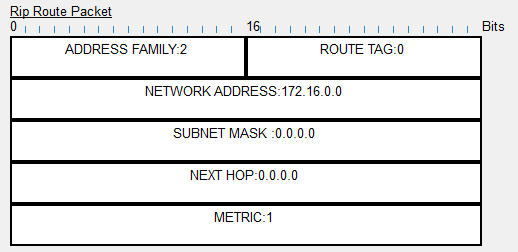 Rip Route Packet
0 16 Bits
ADDRESS FAMILY:2 ROUTE TAG:0
NETWORK ADDRESS:172.16.0.0
SUBNET MASK :0.0.0.0
NEXT HOP:0.0.0.0
METRIC:1